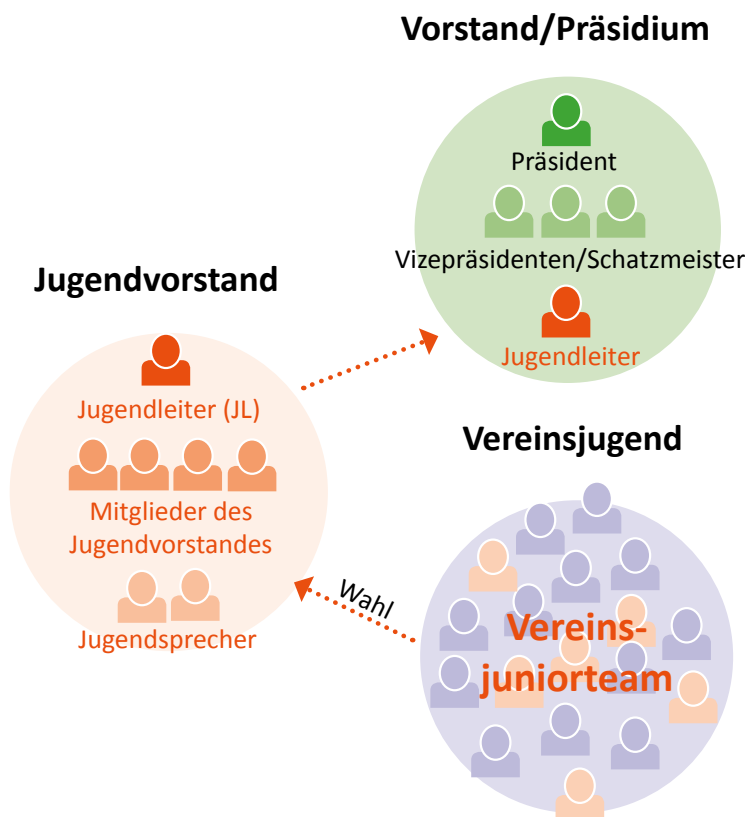 Vorstand/Präsidium
Präsident
Vizepräsidenten/Schatzmeister
Jugendleiter
Jugendvorstand
Jugendleiter (JL)
Mitglieder des
Jugendvorstandes
Jugendsprecher
Wahl
Vereinsjugend
Vereins-
juniorteam